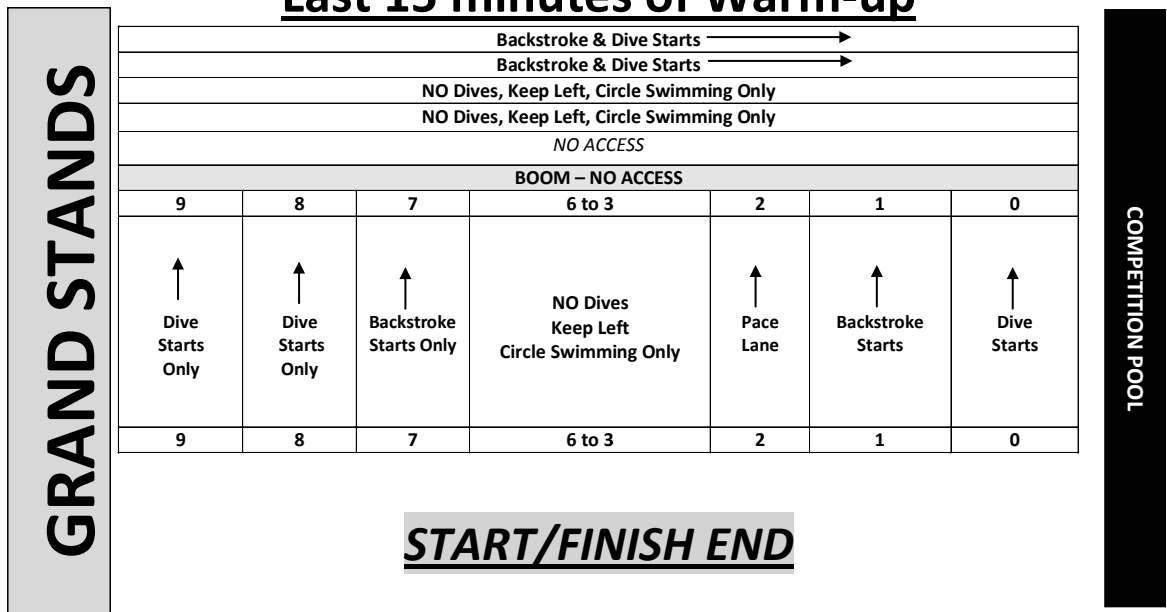 Last 15 minutes of Warm-up
GRAND STANDS
Backstroke & Dive Starts
Backstroke & Dive Starts
NO Dives, Keep Left, Circle Swimming Only
NO Dives, Keep Left, Circle Swimming Only
NO ACCESS
BOOM – NO ACCESS
9 8 7 6 to 3 2 1 0
Dive
Starts
Only
Dive
Starts
Only
Backstroke
Starts Only
NO Dives
Keep Left
Circle Swimming Only
Pace
Lane
Backstroke
Starts
Dive
Starts
9 8 7 6 to 3 2 1 0
COMPETITION POOL
START/FINISH END